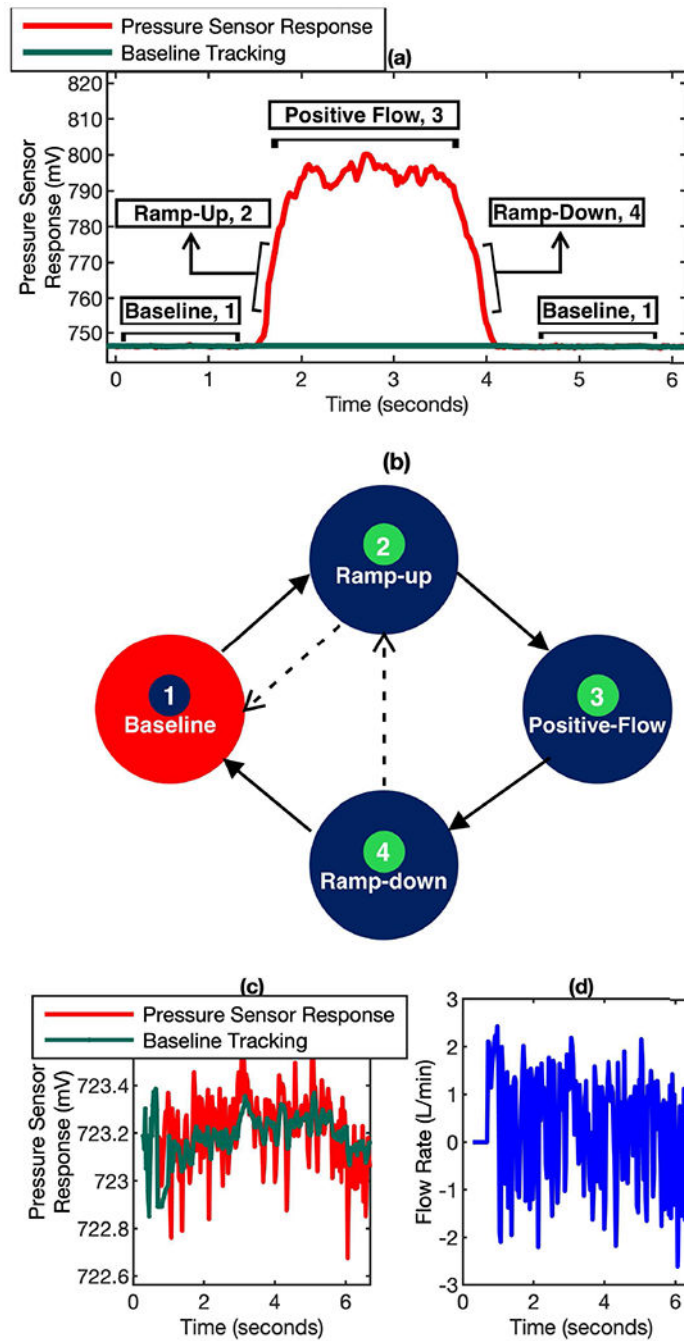 Pressure Sensor Response
Baseline Tracking
(a)
820
810
800
790
780
770
760
750
Pressure Sensor
Response (mV)
Positive Flow, 3
Ramp-Up, 2
Ramp-Down, 4
Baseline, 1
Baseline, 1
0
1
2
3
4
5
6
Time (seconds)
(b)
2
Ramp-up
1
Baseline
3
Positive-Flow
4
Ramp-down
(c)
Pressure Sensor Response
Baseline Tracking
723.4
723.2
723
722.8
722.6
Pressure Sensor
Response (mV)
0
2
4
6
Time (seconds)
(d)
3
2
1
0
-1
-2
-3
Flow Rate (L/min)
0
2
4
6
Time (seconds)